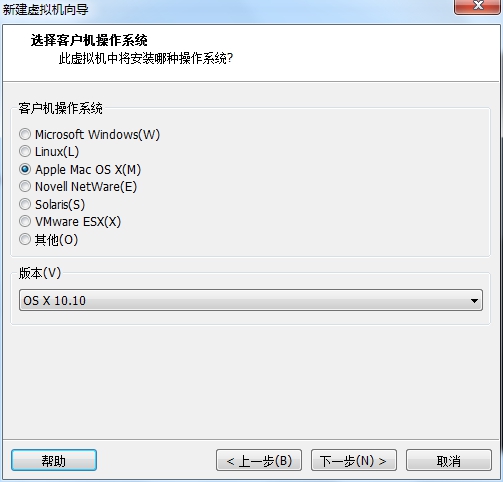 新建虚拟机向导
选择客户机操作系统
此虚拟机中将安装哪种操作系统?
客户机操作系统
Microsoft Windows(W)
Linux(L)
Apple Mac OS X(M)
Novell NetWare(E)
Solaris(S)
VMware ESX(X)
其他(O)
版本(V)
OS X 10.10
帮助
< 上一步(B)
下一步(N) >
取消